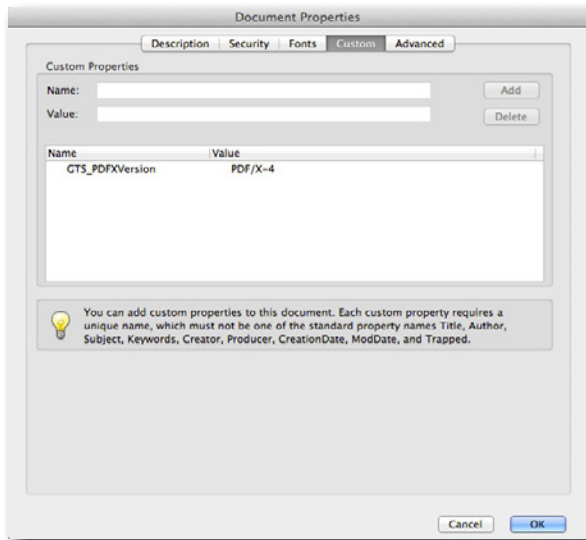 Document Properties
Description Security Fonts Custom Advanced
Custom Properties
Name: Add
Value: Delete
Name Value
GTS_PDFXVersion PDF/X-4
You can add custom properties to this document. Each custom property requires a
unique name, which must not be one of the standard property names Title, Author,
Subject, Keywords, Creator, Producer, CreationDate, ModDate, and Trapped.
Cancel OK